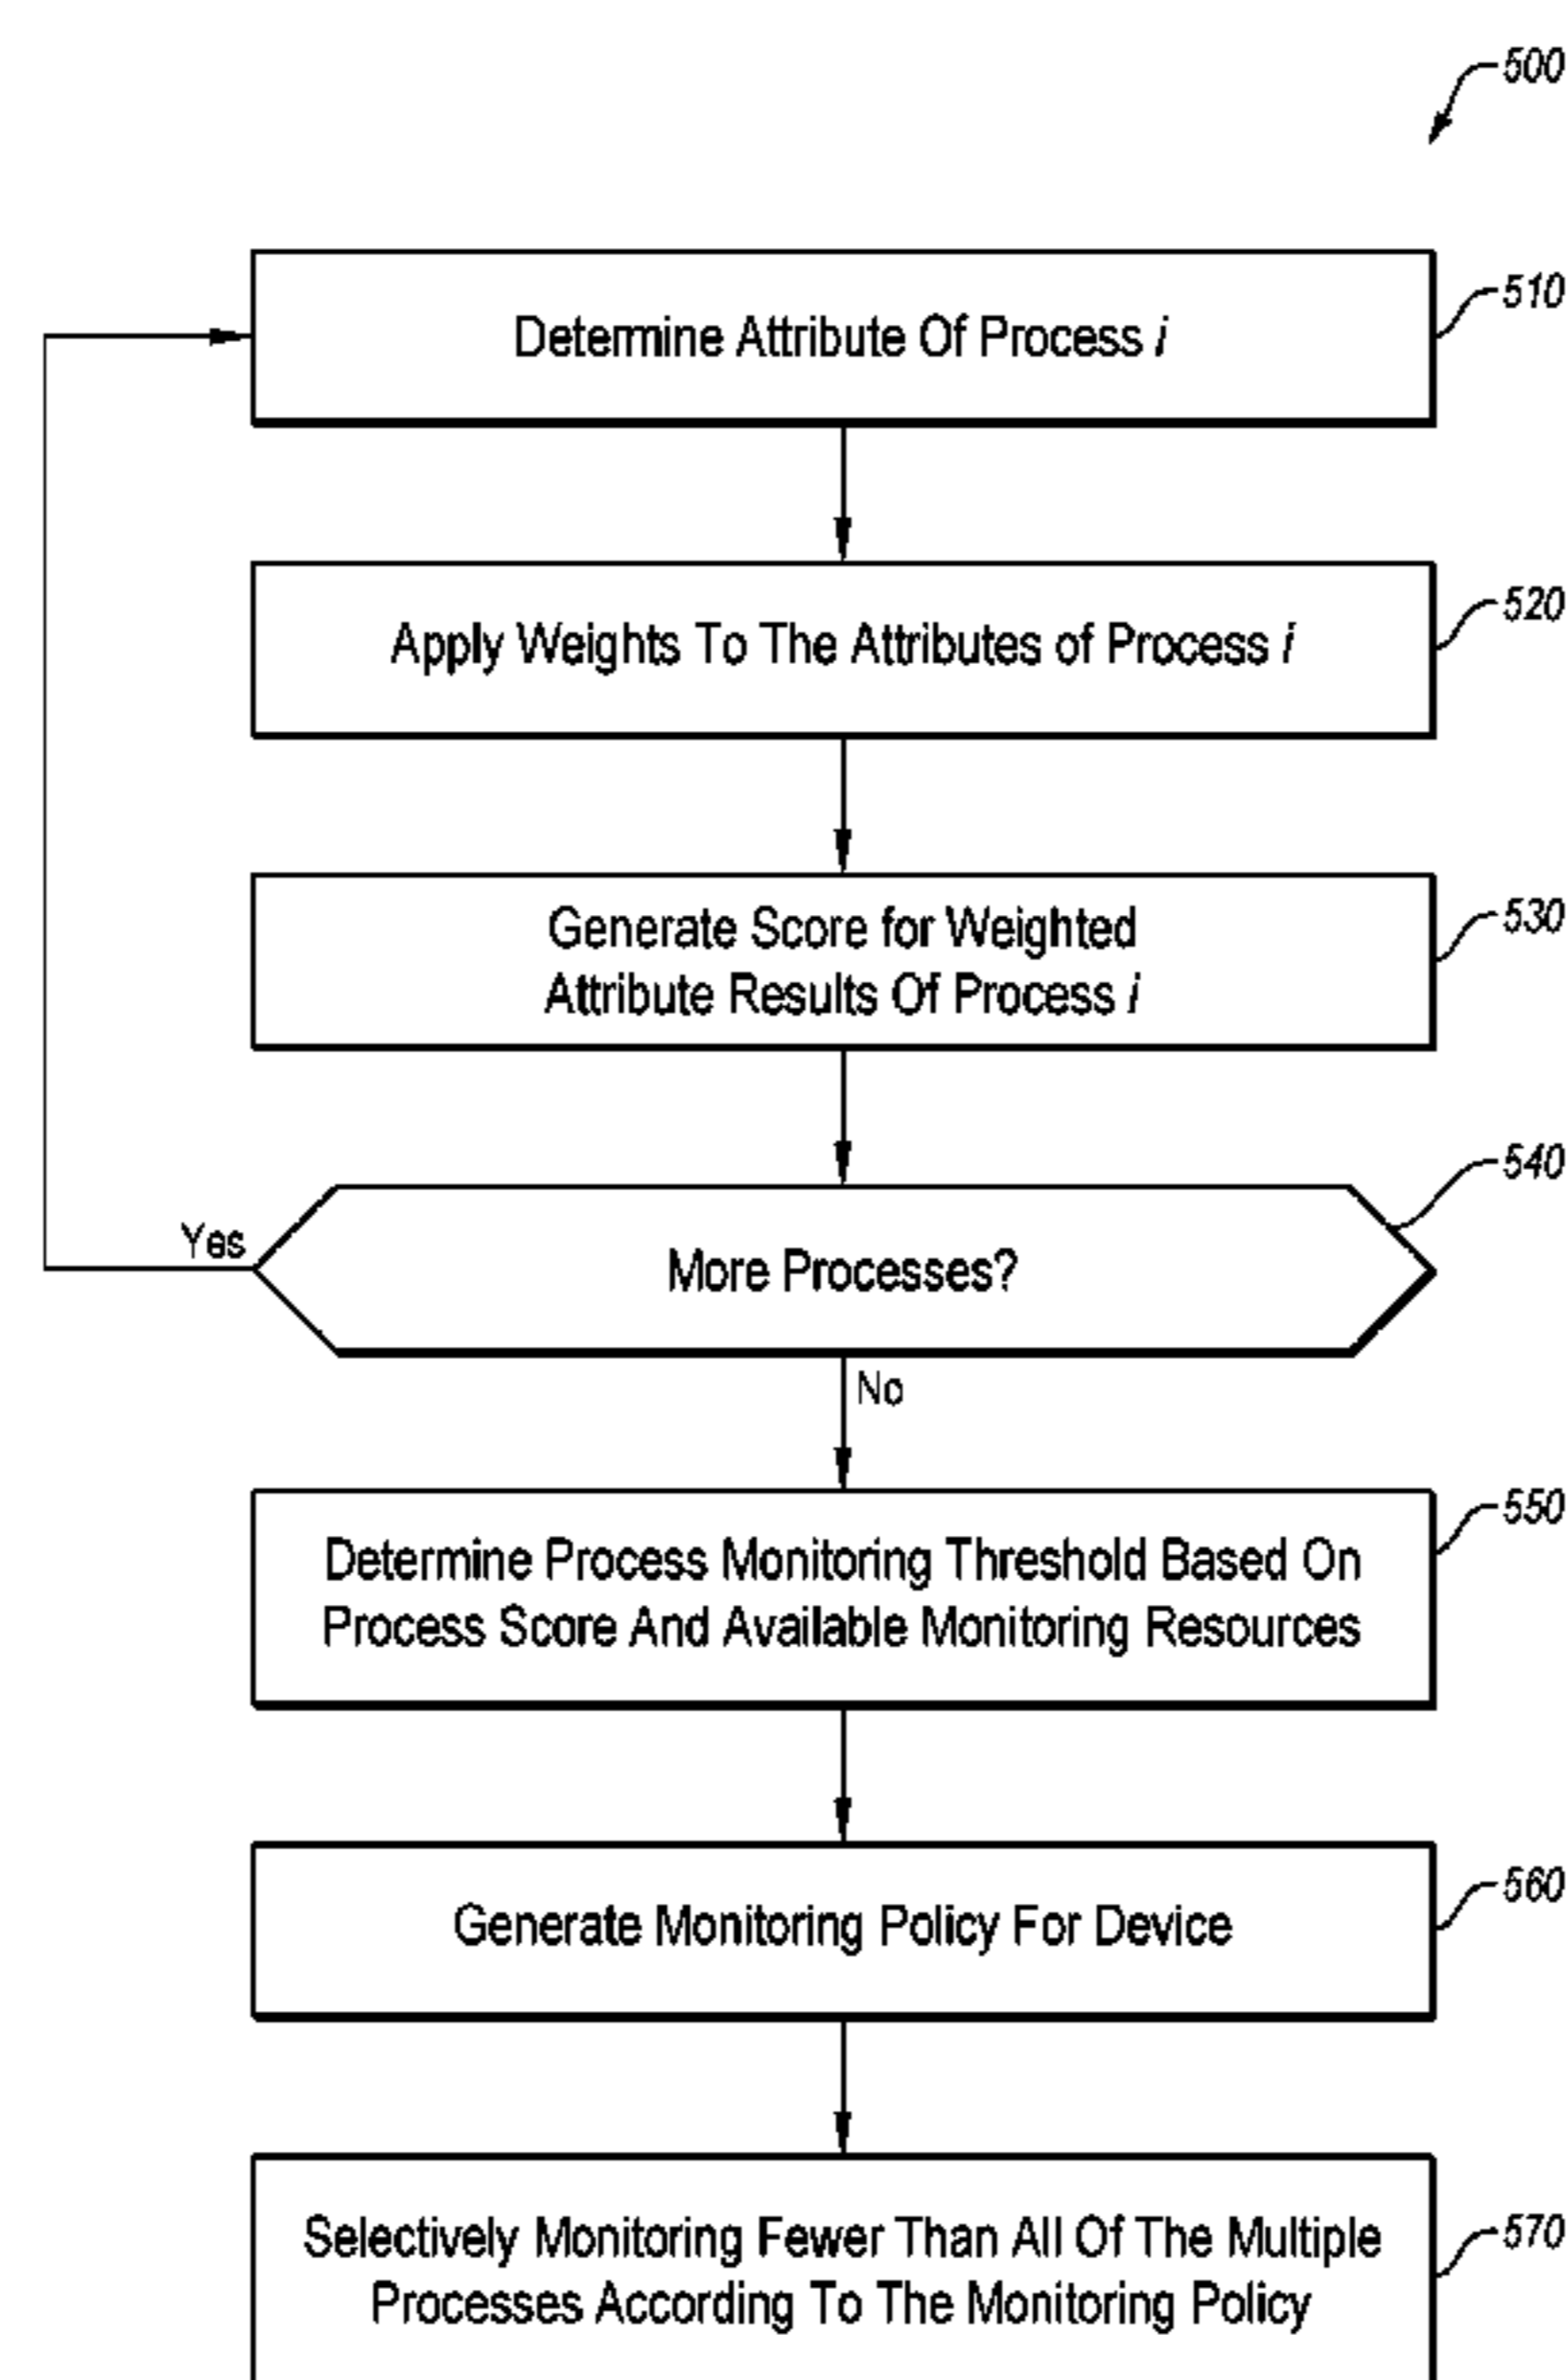 500
Determine Attribute Of Process i
510
Apply Weights To The Attributes of Process i
520
Generate Score for Weighted
Attribute Results Of Process i
530
540
More Processes?
Yes
No
Determine Process Monitoring Threshold Based On
Process Score And Available Monitoring Resources
550
Generate Monitoring Policy For Device
560
Selectively Monitoring Fewer Than All Of The Multiple
Processes According To The Monitoring Policy
570